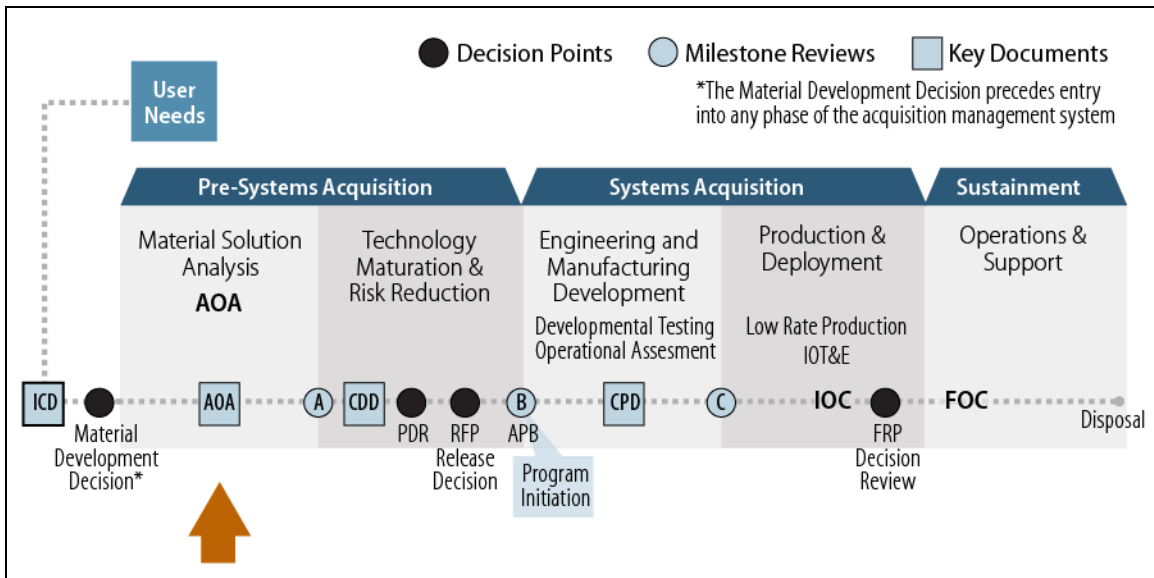 Decision Points
Milestone Reviews
Key Documents
*The Material Development Decision precedes entry
into any phase of the acquisition management system
User
Needs
Pre-Systems Acquisition
Systems Acquisition
Sustainment
Material Solution
Analysis
AOA
Technology
Maturation &
Risk Reduction
Engineering and
Manufacturing
Development
Developmental Testing
Operational Assesment
Production &
Deployment
Low Rate Production
IOT&E
Operations &
Support
ICD
AOA
A
CDD
B
CPD
C
IOC
FOC
Disposal
Material
Development
Decision*
PDR
RFP
Release
Decision
APB
Program
Initiation
FRP
Decision
Review